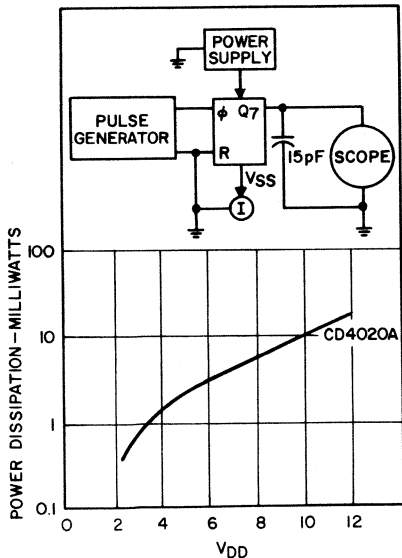 POWER
SUPPLY
PULSE
GENERATOR
ϕ Q7
R
VSS
I
15pF
SCOPE
POWER DISSIPATION-MILLIWATTS
100
10
1
0.1
CD4020A
0 2 4 6 8 10 12
VDD